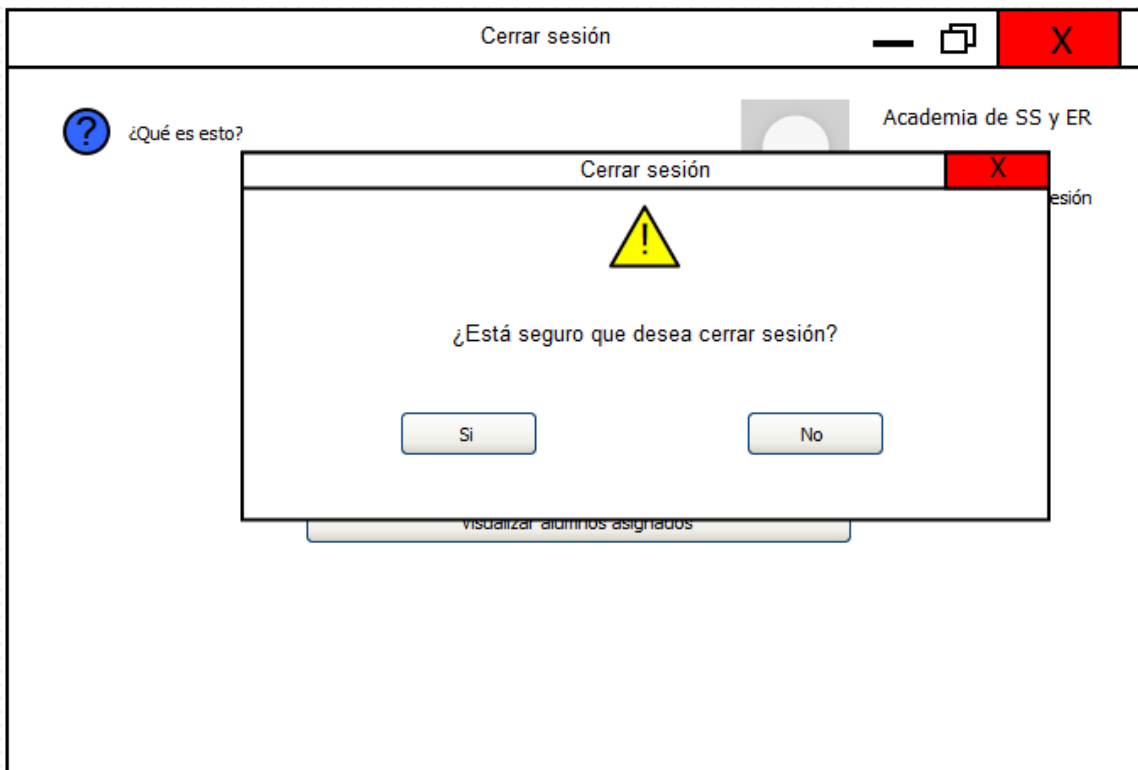 Cerrar sesión
X
? ¿Qué es esto?
Academia de SS y ER
esión
Cerrar sesión
X
!
¿Está seguro que desea cerrar sesión?
Si
No
Visualizar alumnos asignados